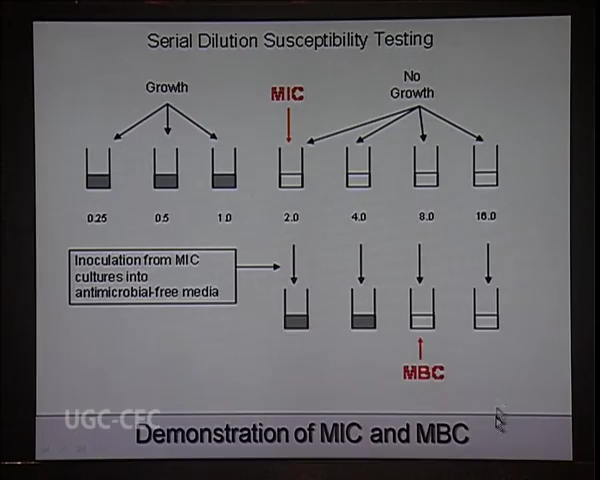 Serial Dilution Susceptibility Testing
Growth
MIC
No
Growth
0.25 0.5 1.0 2.0 4.0 8.0 16.0
Inoculation from MIC
cultures into
antimicrobial-free media
MBC
UGC-CEC
Demonstration of MIC and MBC